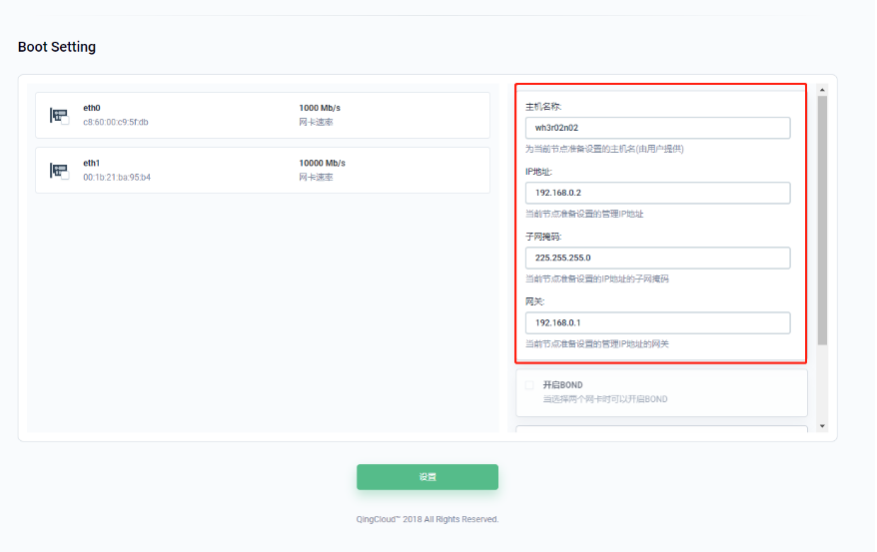 Boot Setting
eth0
c8:60:00:c9:5f:db
1000 Mb/s
网卡速率
eth1
00:1b:21:ba:95:b4
10000 Mb/s
网卡速率
主机名称:
wh3r02n02
为当前节点准备设置的主机名(由用户提供)
IP地址:
192.168.0.2
当前节点准备设置的管理IP地址
子网掩码:
225.255.255.0
当前节点准备设置的IP地址的子网掩码
网关:
192.168.0.1
当前节点准备设置的管理IP地址的网关
开启BOND
当选择两个网卡时可以开启BOND
设置
QingCloud™ 2018 All Rights Reserved.